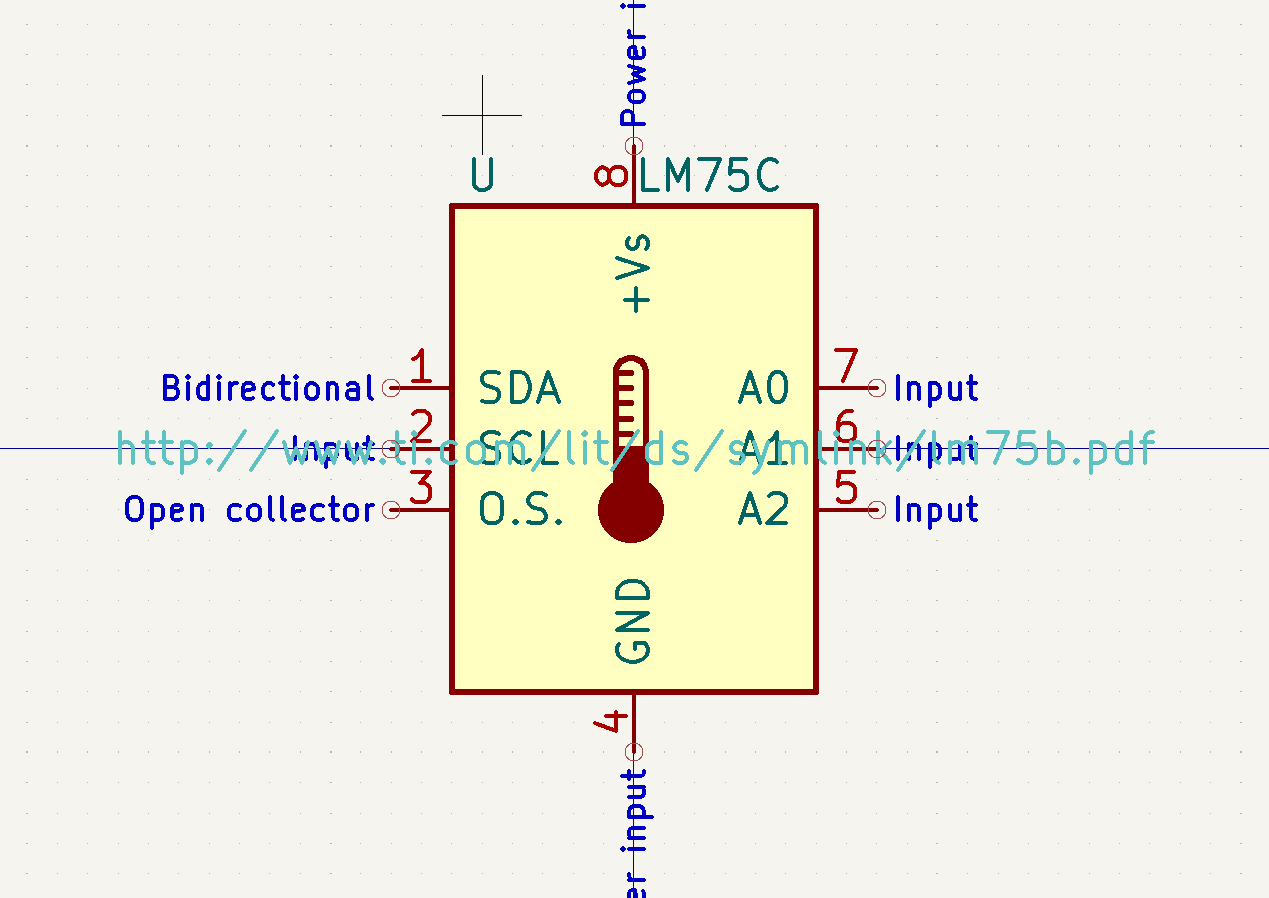 Power i
U
8
LM75C
+Vs
1
7
Bidirectional
SDA
A0
Input
2
6
Input
SCL
A1
Input
http://www.ti.com/lit/ds/symlink/lm75b.pdf
3
5
Open collector
O.S.
A2
Input
GND
4
er input